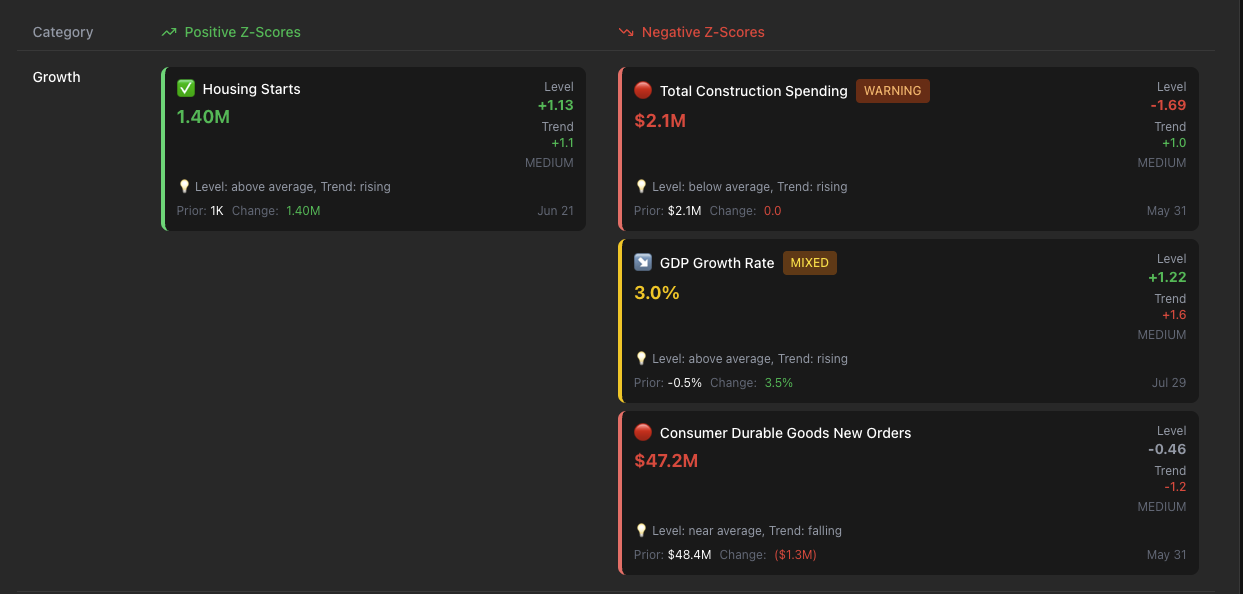 Category
Positive Z-Scores
Negative Z-Scores
Growth
Housing Starts
1.40M
Level
+1.13
Trend
+1.1
MEDIUM
Level: above average, Trend: rising
Prior: 1K Change: 1.40M
Jun 21
Total Construction Spending WARNING
$2.1M
Level
-1.69
Trend
+1.0
MEDIUM
Level: below average, Trend: rising
Prior: $2.1M Change: 0.0
May 31
GDP Growth Rate MIXED
3.0%
Level
+1.22
Trend
+1.6
MEDIUM
Level: above average, Trend: rising
Prior: -0.5% Change: 3.5%
Jul 29
Consumer Durable Goods New Orders
$47.2M
Level
-0.46
Trend
-1.2
MEDIUM
Level: near average, Trend: falling
Prior: $48.4M Change: ($1.3M)
May 31